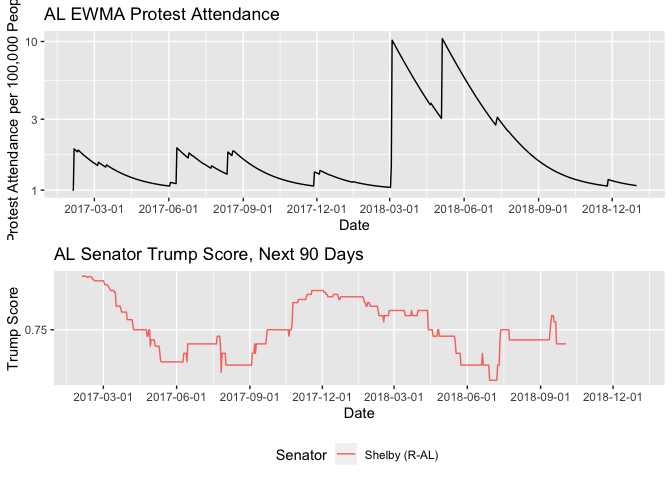 AL EWMA Protest Attendance
Protest Attendance per 100,000
10
3
1
2017-03-01 2017-06-01 2017-09-01 2017-12-01 2018-03-01 2018-06-01 2018-09-01 2018-12-01
Date
AL Senator Trump Score, Next 90 Days
Trump Score
0.75
2017-03-01 2017-06-01 2017-09-01 2017-12-01 2018-03-01 2018-06-01 2018-09-01 2018-12-01
Date
Senator Shelby (R-AL)